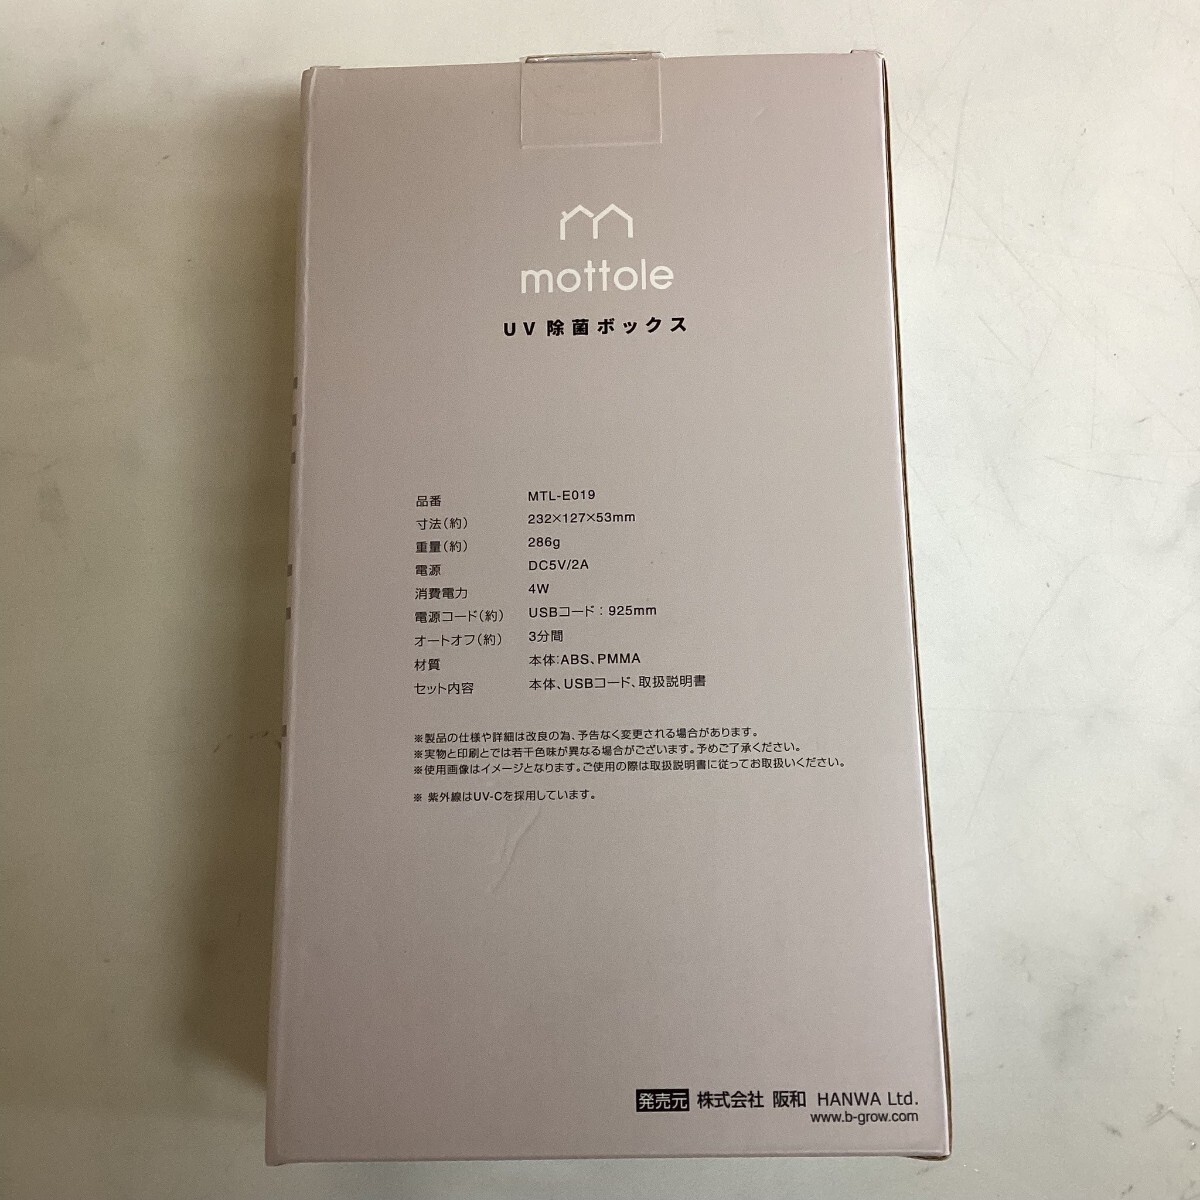 mottole
UV除菌ボックス
品番 MTL-E019
寸法(約) 232×127×53mm
重量(約) 286g
電源 DC5V/2A
消費電力 4W
電源コード(約) USBコード：925mm
オートオフ(約) 3分間
材質 本体:ABS、PMMA
セット内容 本体、USBコード、取扱説明書
※製品の仕様や詳細は改良の為、予告なく変更される場合があります。
※実物と印刷とでは若干色味が異なる場合がございます。予めご了承ください。
※使用画像はイメージとなります。ご使用の際は取扱説明書に従ってお取扱いください。
※ 紫外線はUV-Cを採用しています。
発売元 株式会社 阪和 HANWA Ltd.
www.b-grow.com